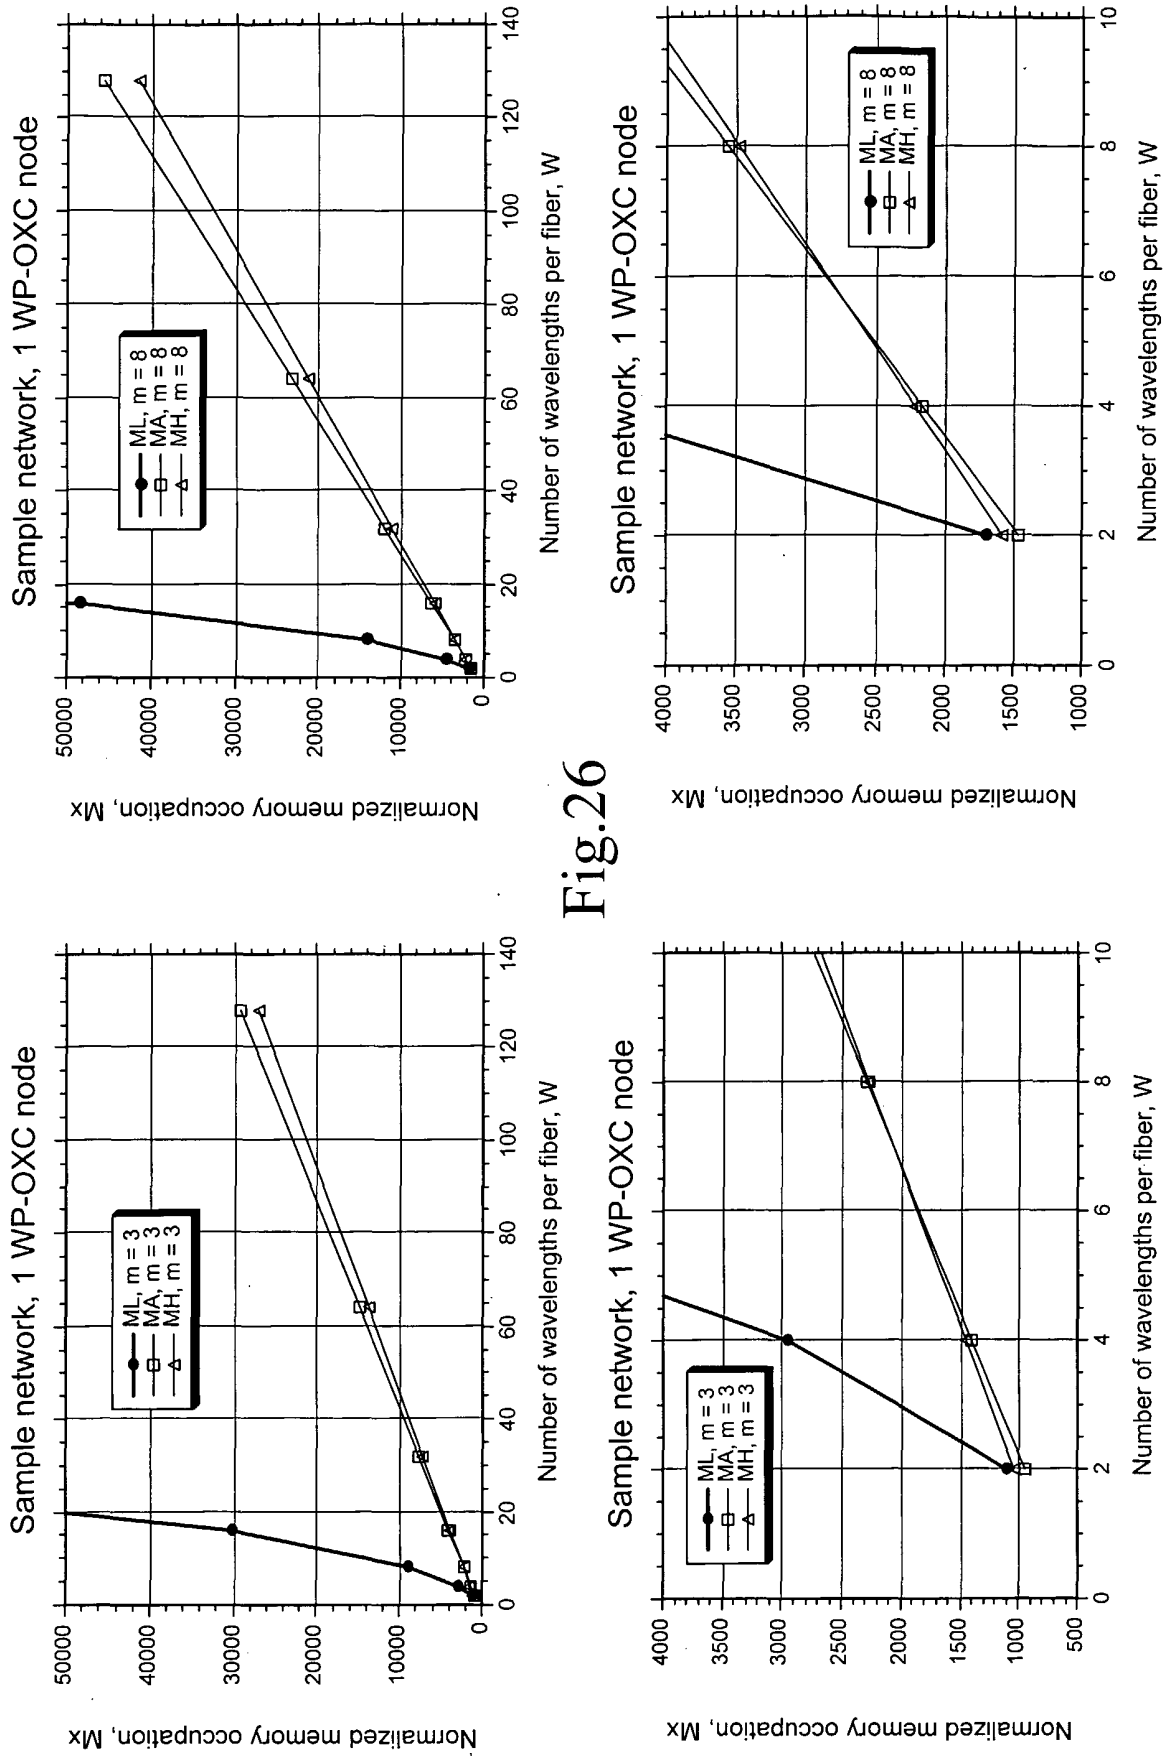 Sample network, 1 WP-OXC node
Normalized memory occupation, Mx
50000
40000
30000
20000
10000
0
0
20
40
60
80
100
120
140
Number of wavelengths per fiber, W
ML, m = 3
MA, m = 3
MH, m = 3
Sample network, 1 WP-OXC node
Normalized memory occupation, Mx
50000
40000
30000
20000
10000
0
0
20
40
60
80
100
120
140
Number of wavelengths per fiber, W
ML, m = 8
MA, m = 8
MH, m = 8
Fig.26
Sample network, 1 WP-OXC node
Normalized memory occupation, Mx
4000
3500
3000
2500
2000
1500
1000
500
0
2
4
6
8
10
Number of wavelengths per fiber, W
ML, m = 3
MA, m = 3
MH, m = 3
Sample network, 1 WP-OXC node
Normalized memory occupation, Mx
4000
3500
3000
2500
2000
1500
1000
0
2
4
6
8
10
Number of wavelengths per fiber, W
ML, m = 8
MA, m = 8
MH, m = 8